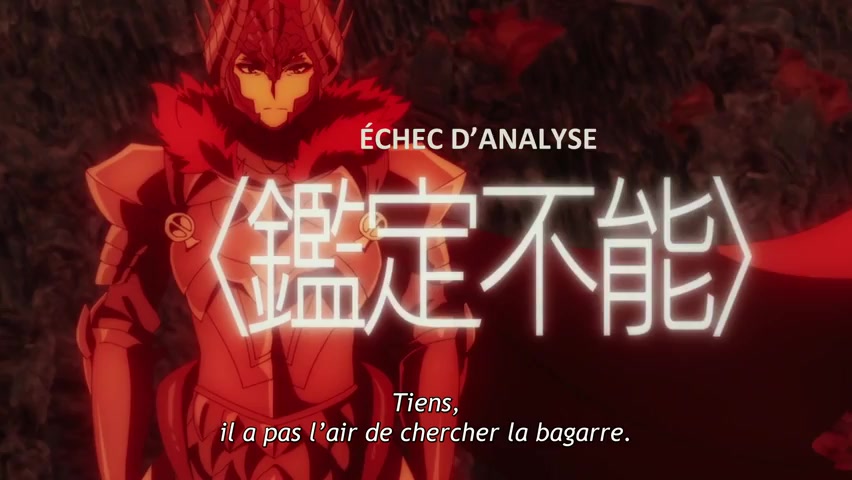 ÉCHEC D’ANALYSE
〈鑑定不能〉
Tiens,
il a pas l’air de chercher la bagarre.